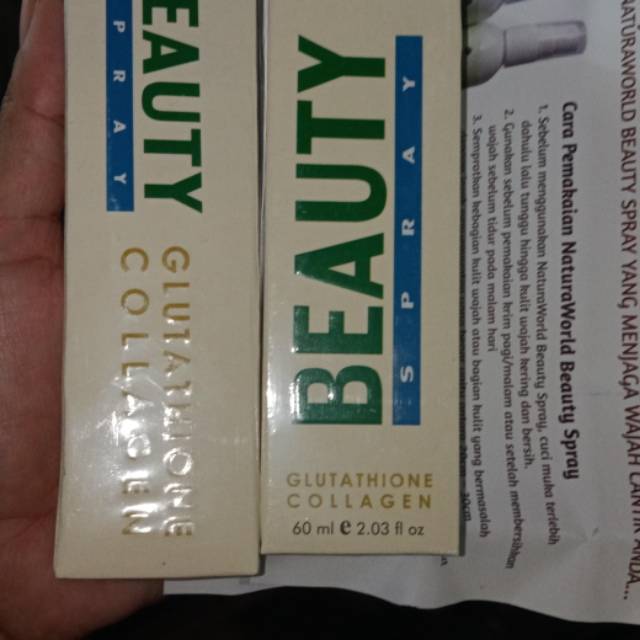 EAUTY
PRAY
GLUTATHIONE
COLLAGEN
BEAUTY
SPRAY
GLUTATHIONE
COLLAGEN
60 ml e 2.03 fl oz
NATURAWORLD BEAUTY SPRAY YANG MENJAGA WAJAH CANTIK ANDA...
Cara Pemakaian NaturaWorld Beauty Spray
1. Sebelum menggunakan NaturaWorld Beauty Spray, cuci muka terlebih
dahulu lalu tunggu hingga kulit wajah kering dan bersih.
2. Gunakan sebelum pemakaian krim pagi/malam atau setelah membersihkan
wajah sebelum tidur pada malam hari
3. Semprotkan kebagian kulit wajah atau bagian kulit yang bermasalah